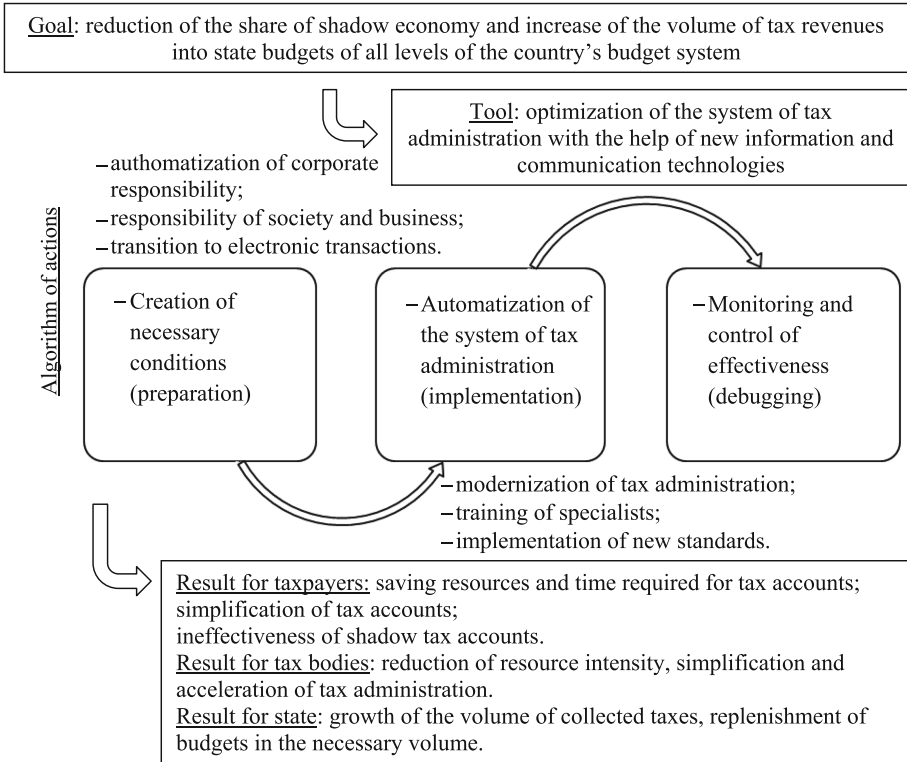 Goal: reduction of the share of shadow economy and increase of the volume of tax revenues
into state budgets of all levels of the country's budget system
Tool: optimization of the system of tax
administration with the help of new information and
communication technologies
–authomatization of corporate
responsibility;
–responsibility of society and business;
–transition to electronic transactions.
Algorithm of actions
–Creation of
necessary
conditions
(preparation)
–Automatization of
the system of tax
administration
(implementation)
–Monitoring and
control of
effectiveness
(debugging)
–modernization of tax administration;
–training of specialists;
–implementation of new standards.
Result for taxpayers: saving resources and time required for tax accounts;
simplification of tax accounts;
ineffectiveness of shadow tax accounts.
Result for tax bodies: reduction of resource intensity, simplification and
acceleration of tax administration.
Result for state: growth of the volume of collected taxes, replenishment of
budgets in the necessary volume.